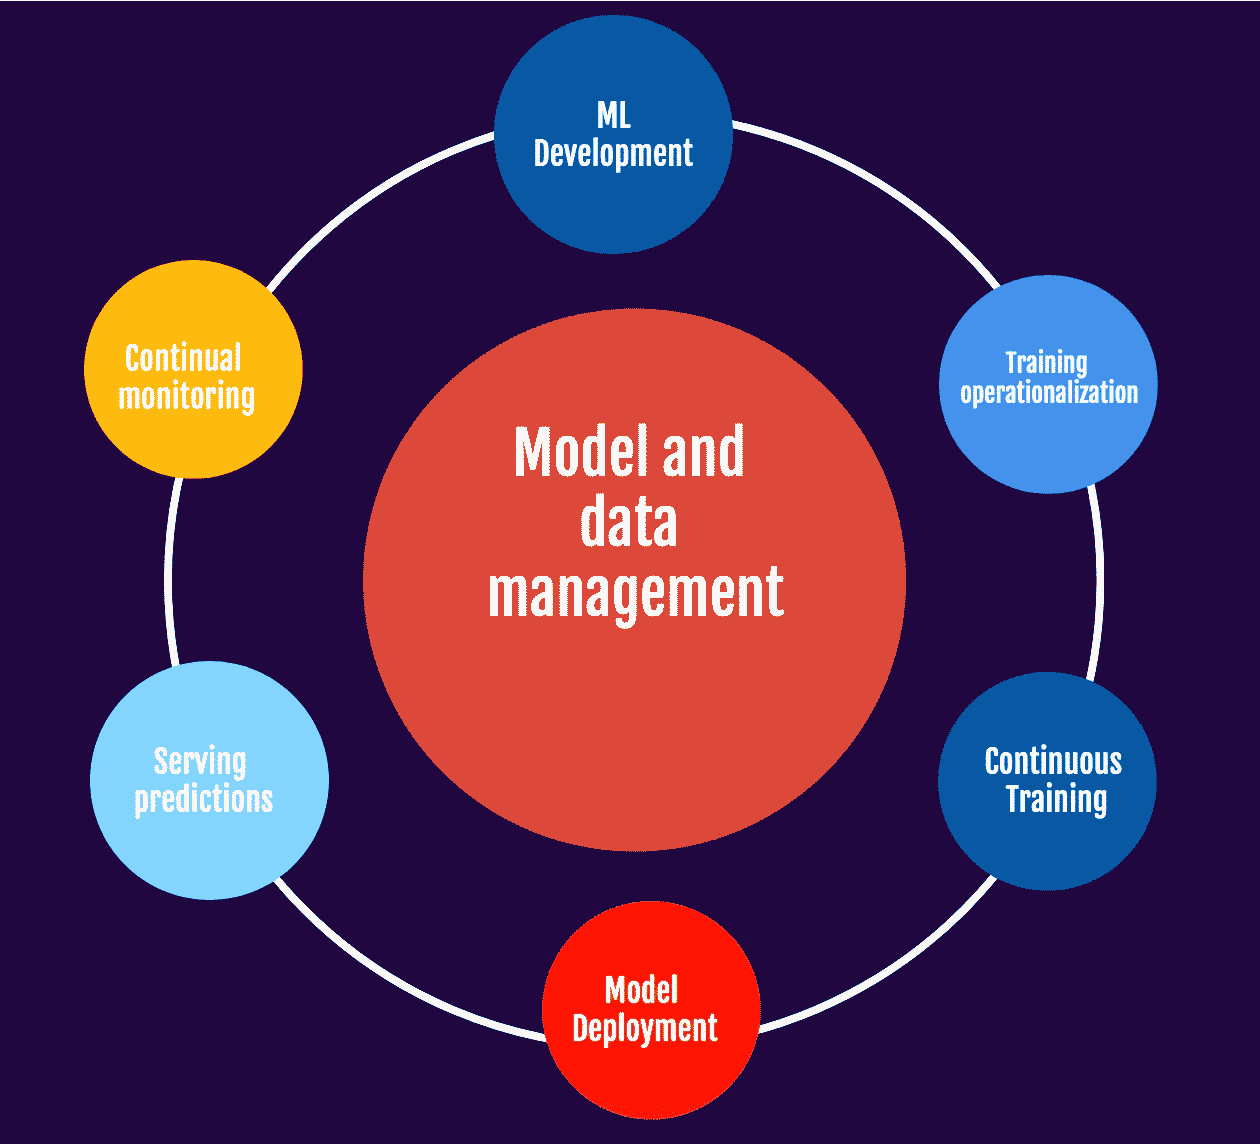 ML
Development
Training
operationalization
Continuous
Training
Model
Deployment
Serving
predictions
Continual
monitoring
Model and
data
management